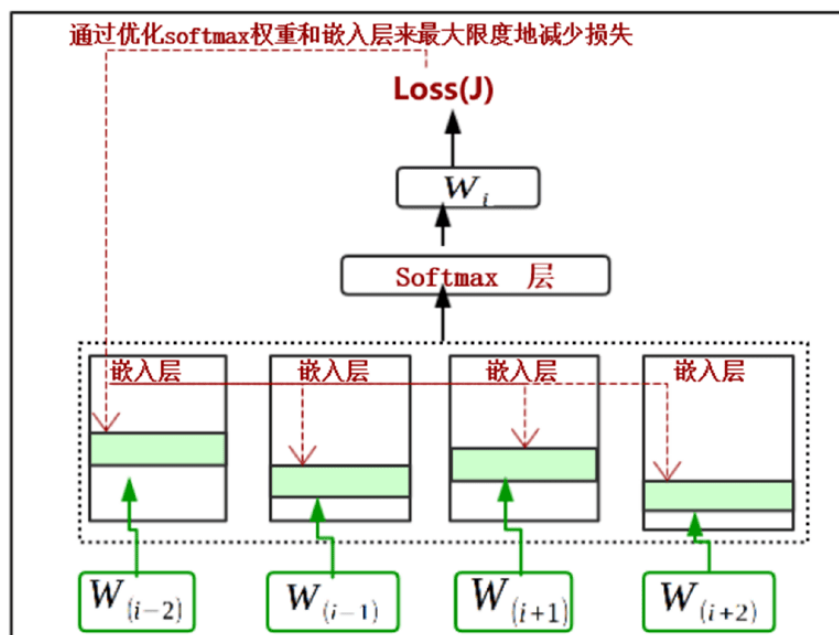 通过优化softmax权重和嵌入层来最大限度地减少损失
Loss(J)
W_i
Softmax 层
嵌入层 嵌入层 嵌入层 嵌入层
W_(i-2) W_(i-1) W_(i+1) W_(i+2)